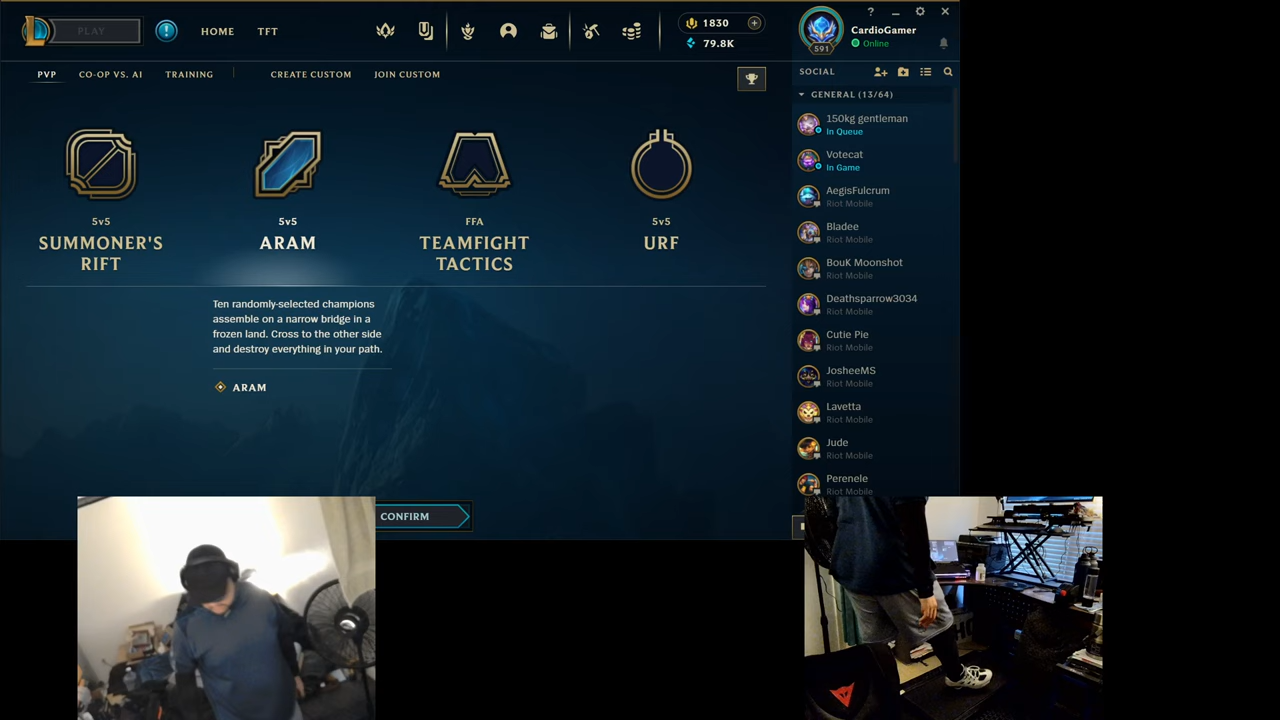 PLAY
HOME
TFT
1830
79.8K
?
591
CardioGamer
Online
PVP
CO-OP VS. AI
TRAINING
CREATE CUSTOM
JOIN CUSTOM
SOCIAL
GENERAL (13/64)
5v5
SUMMONER'S
RIFT
5v5
ARAM
FFA
TEAMFIGHT
TACTICS
5v5
URF
Ten randomly-selected champions
assemble on a narrow bridge in a
frozen land. Cross to the other side
and destroy everything in your path.
ARAM
CONFIRM
150kg gentleman
In Queue
Votecat
In Game
AegisFulcrum
Riot Mobile
Bladee
Riot Mobile
BouK Moonshot
Riot Mobile
Deathsparrow3034
Riot Mobile
Cutie Pie
Riot Mobile
JosheeMS
Riot Mobile
Lavetta
Riot Mobile
Jude
Riot Mobile
Perenele
Riot Mobile